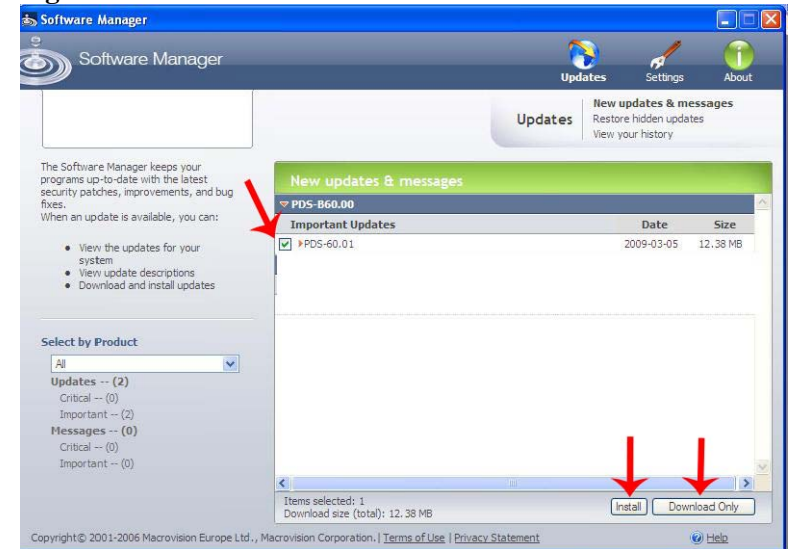 Software Manager
Software Manager
Updates
Settings
About
Updates
New updates & messages
Restore hidden updates
View your history
The Software Manager keeps your
programs up-to-date with the latest
security patches, improvements, and bug
fixes.
When an update is available, you can:
• View the updates for your
system
• View update descriptions
• Download and install updates
Select by Product
All
Updates -- (2)
Critical -- (0)
Important -- (2)
Messages -- (0)
Critical -- (0)
Important -- (0)
New updates & messages
PDS-B60.00
Important Updates Date Size
PDS-60.01 2009-03-05 12.38 MB
Items selected: 1
Download size (total): 12.38 MB
Install
Download Only
Copyright© 2001-2006 Macrovision Europe Ltd., Macrovision Corporation. | Terms of Use | Privacy Statement
Help